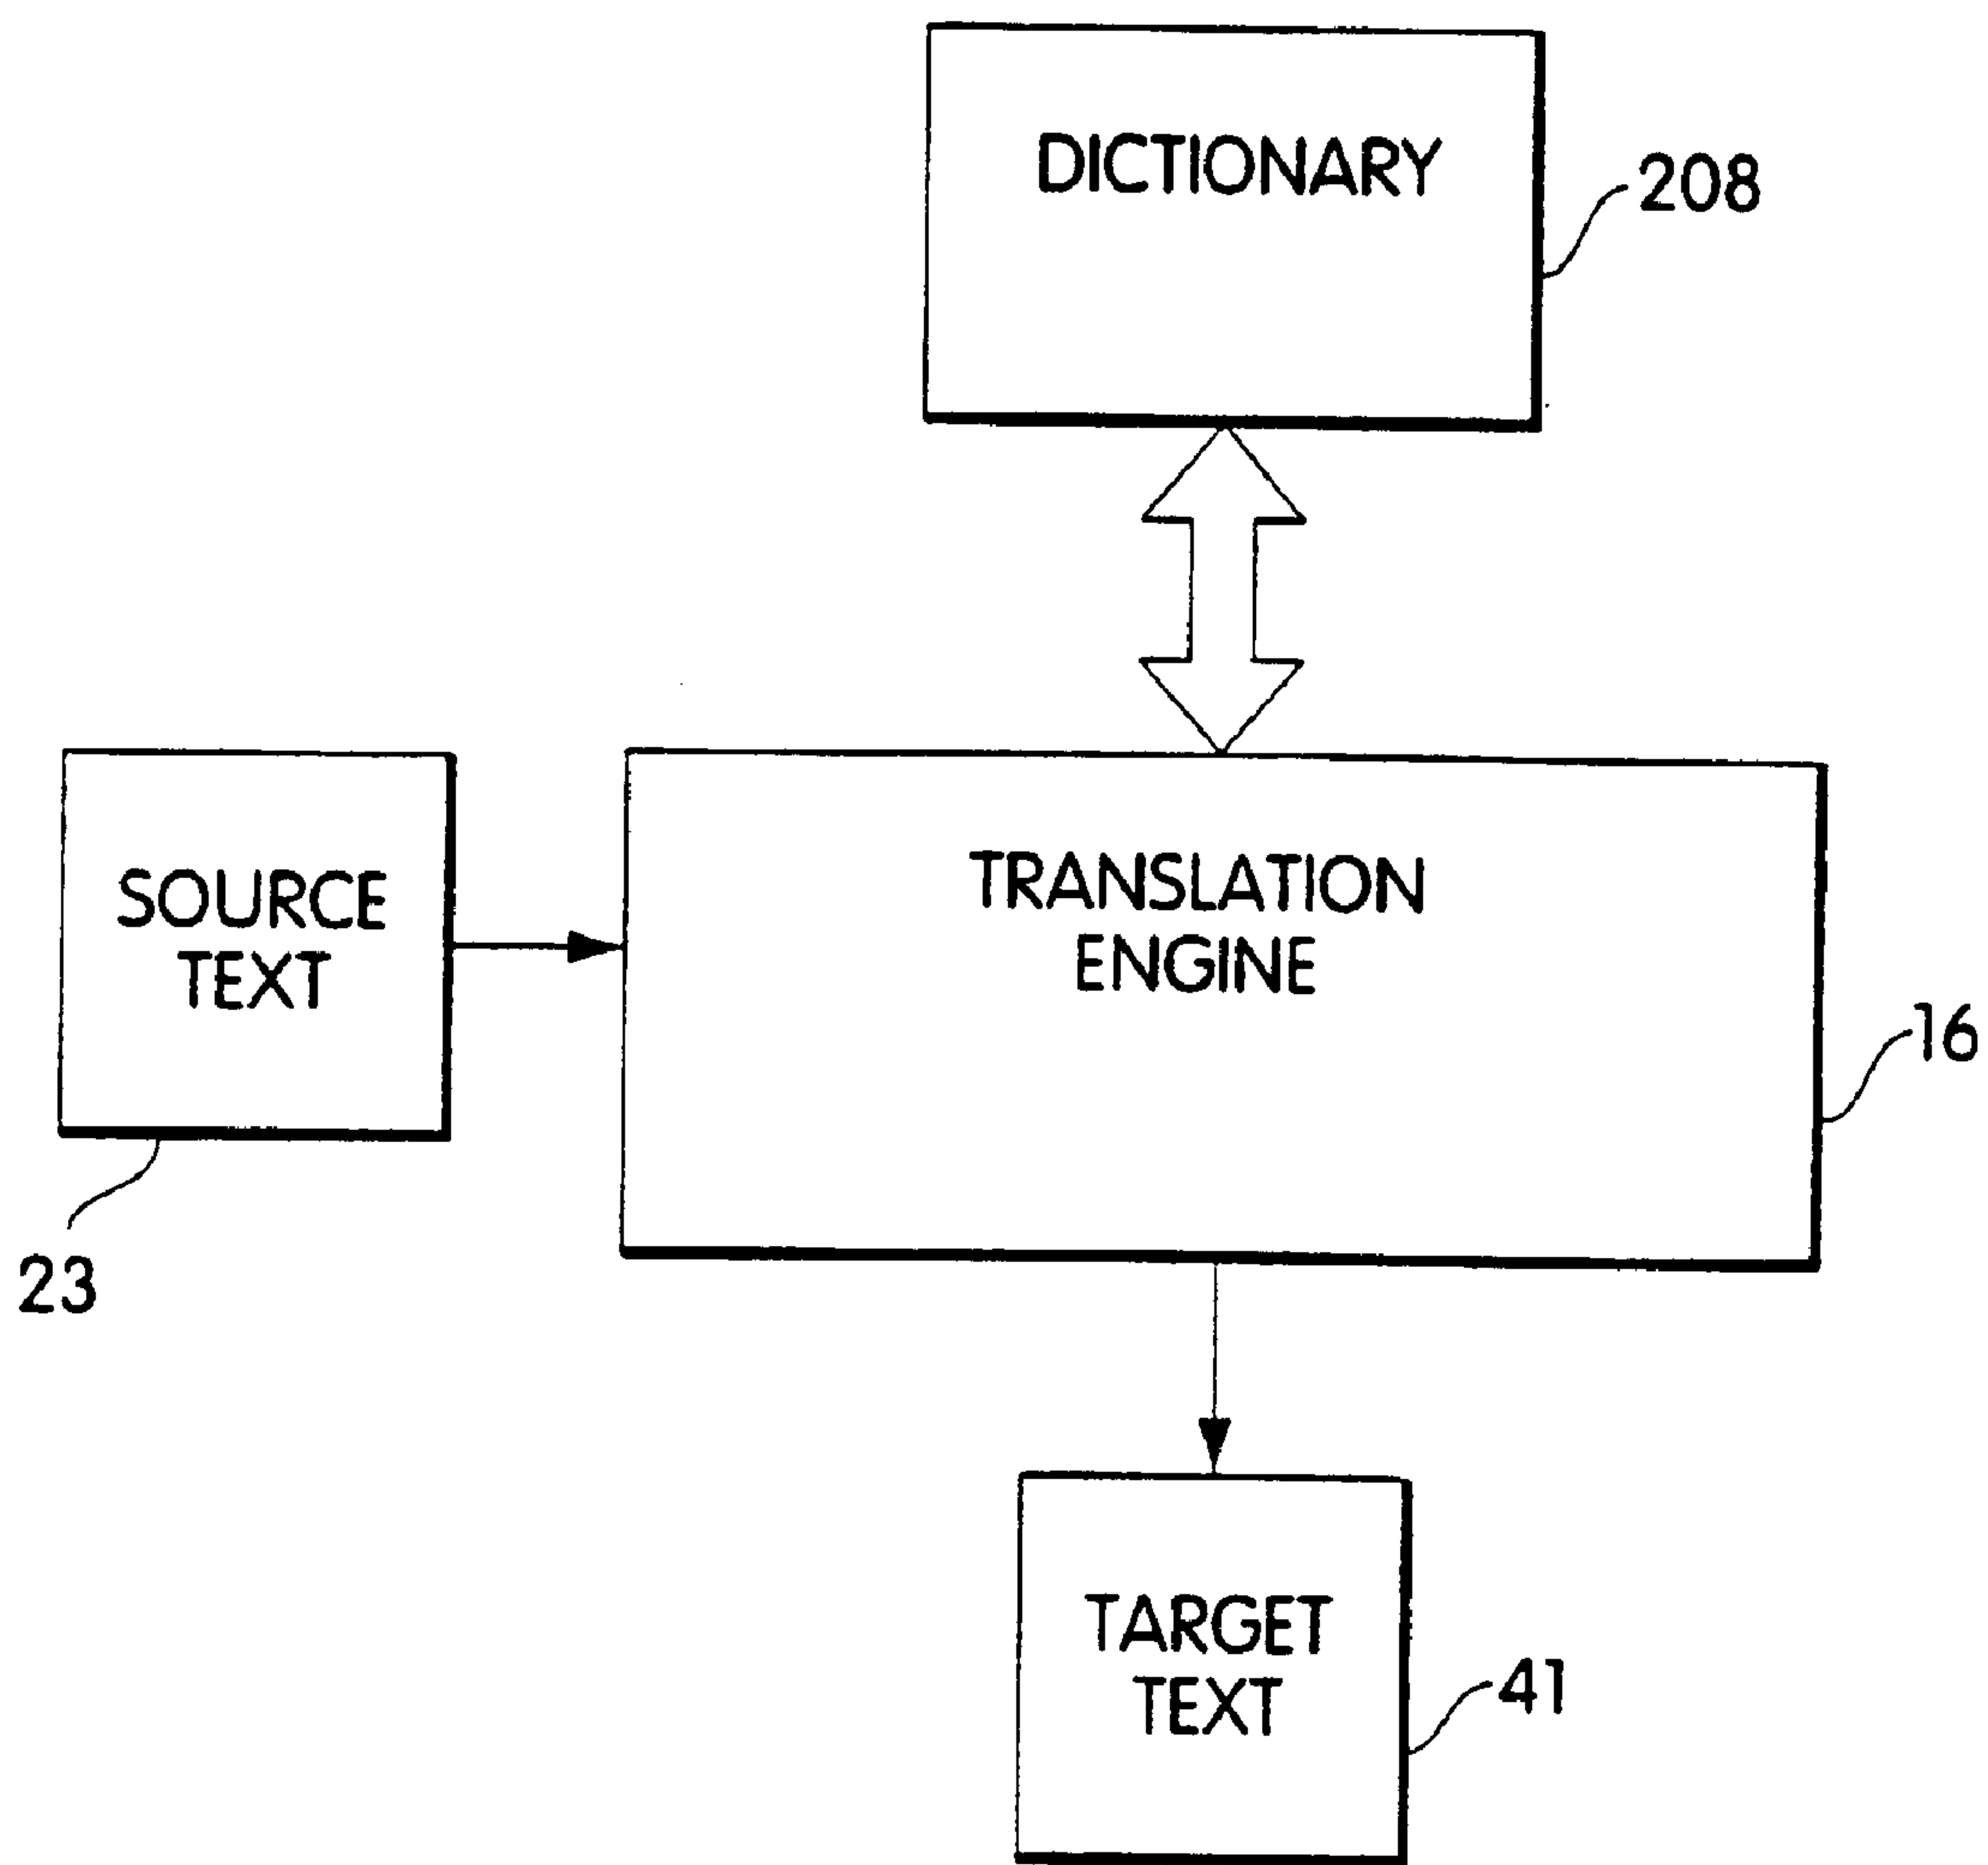 DICTIONARY
208
SOURCE
TEXT
TRANSLATION
ENGINE
16
23
TARGET
TEXT
41